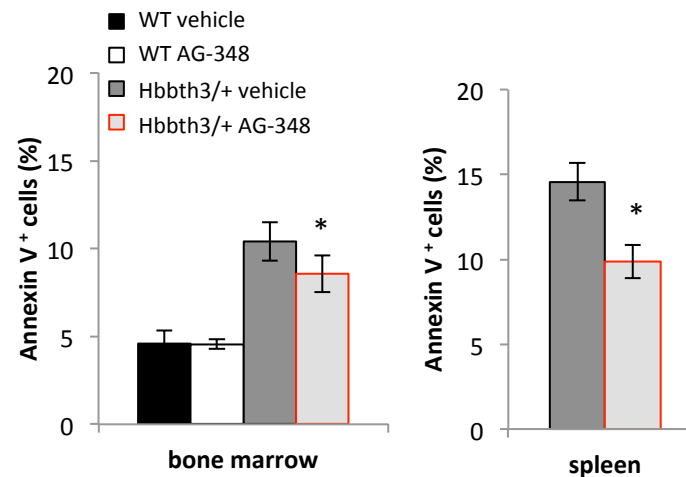 WT vehicle
WT AG-348
Hbbth3/+ vehicle
Hbbth3/+ AG-348
Annexin V + cells (%)
20
15
10
5
0
*
bone marrow
Annexin V + cells (%)
20
15
10
5
0
*
spleen